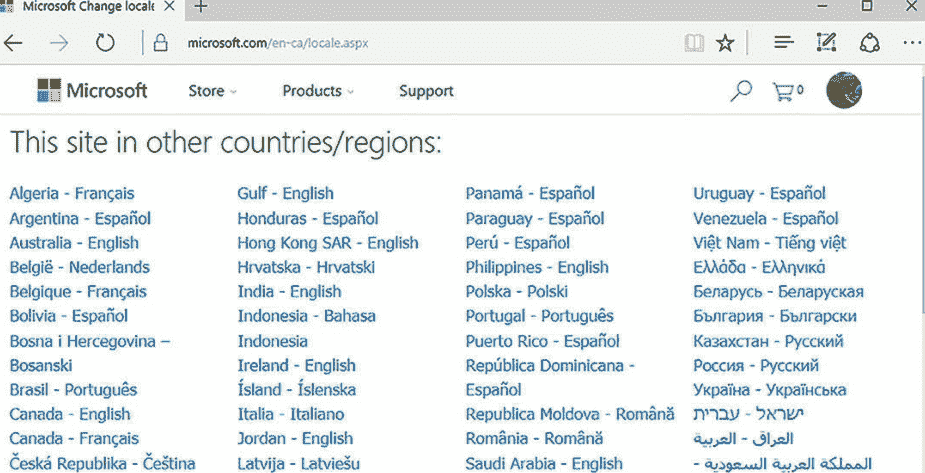 Microsoft Change locale
microsoft.com/en-ca/locale.aspx
Microsoft Store Products Support 0
This site in other countries/regions:
Algeria - Français
Argentina - Español
Australia - English
België - Nederlands
Belgique - Français
Bolivia - Español
Bosna i Hercegovina –
Bosanski
Brasil - Português
Canada - English
Canada - Français
Česká Republika - Čeština
Gulf - English
Honduras - Español
Hong Kong SAR - English
Hrvatska - Hrvatski
India - English
Indonesia - Bahasa
Indonesia
Ireland - English
Ísland - Íslenska
Italia - Italiano
Jordan - English
Latvija - Latviešu
Panamá - Español
Paraguay - Español
Perú - Español
Philippines - English
Polska - Polski
Portugal - Português
Puerto Rico - Español
República Dominicana -
Español
Republica Moldova - Română
România - Română
Saudi Arabia - English
Uruguay - Español
Venezuela - Español
Việt Nam - Tiếng việt
Ελλάδα - Ελληνικά
Беларусь - Беларуская
България - Български
Казахстан - Русский
Россия - Русский
Україна - Українська
ישראל - עברית
العراق - العربية
المملكة العربية السعودية -